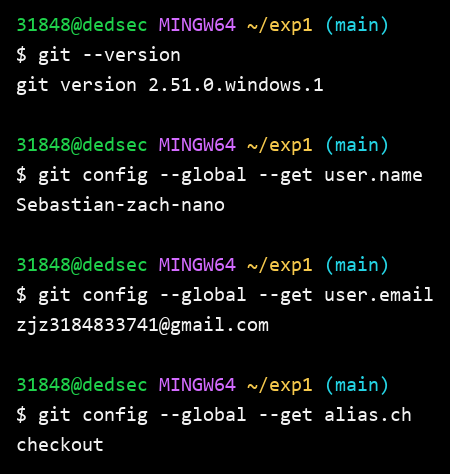 31848@dedsec MINGW64 ~/exp1 (main)
$ git --version
git version 2.51.0.windows.1
31848@dedsec MINGW64 ~/exp1 (main)
$ git config --global --get user.name
Sebastian-zach-nano
31848@dedsec MINGW64 ~/exp1 (main)
$ git config --global --get user.email
zjz3184833741@gmail.com
31848@dedsec MINGW64 ~/exp1 (main)
$ git config --global --get alias.ch
checkout